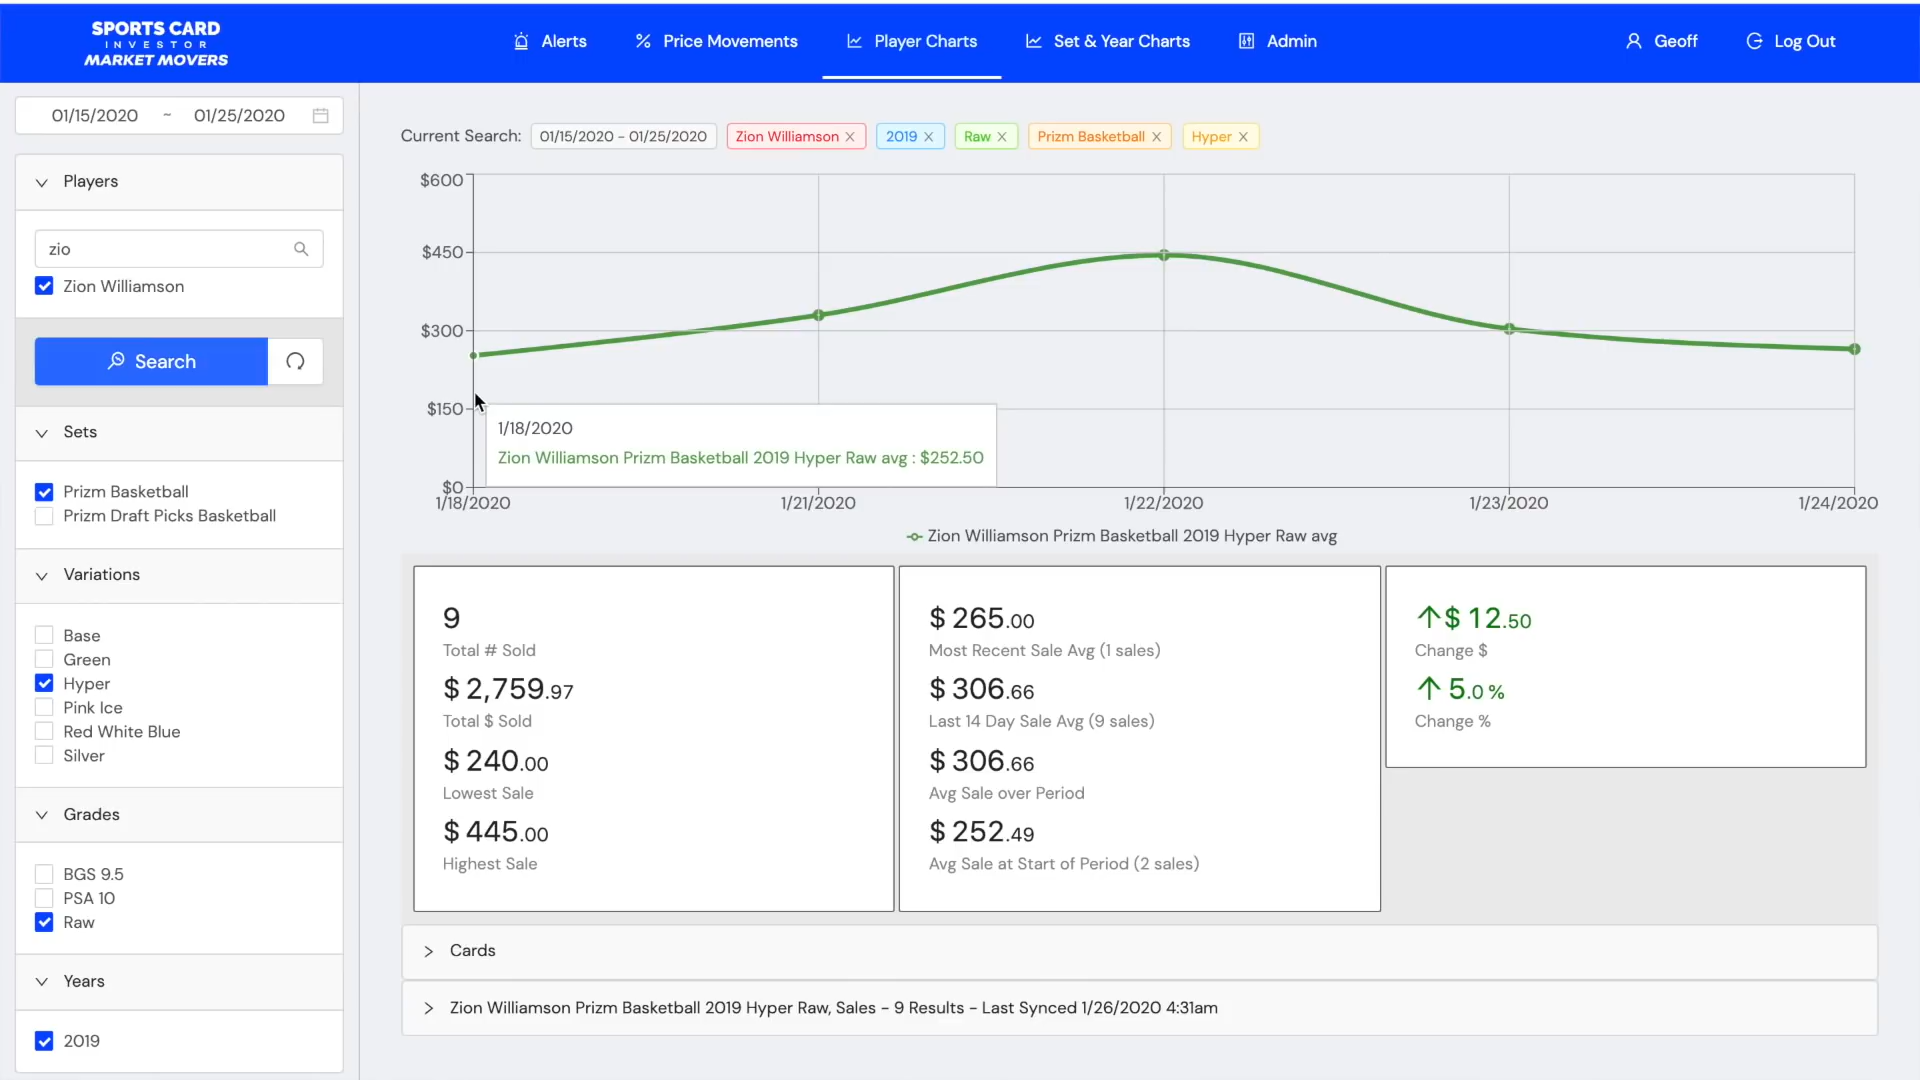 SPORTS CARD
INVESTOR
MARKET MOVERS
Alerts
Price Movements
Player Charts
Set & Year Charts
Admin
Geoff
Log Out
01/15/2020 ~ 01/25/2020
Players
zio
Zion Williamson
Search
Sets
Prizm Basketball
Prizm Draft Picks Basketball
Variations
Base
Green
Hyper
Pink Ice
Red White Blue
Silver
Grades
BGS 9.5
PSA 10
Raw
Years
2019
Current Search: 01/15/2020 - 01/25/2020 Zion Williamson 2019 Raw Prizm Basketball Hyper
$600
$450
$300
$150
$0
1/18/2020
Zion Williamson Prizm Basketball 2019 Hyper Raw avg : $252.50
1/18/2020 1/21/2020 1/22/2020 1/23/2020 1/24/2020
Zion Williamson Prizm Basketball 2019 Hyper Raw avg
9
Total # Sold
$ 2,759.97
Total $ Sold
$ 240.00
Lowest Sale
$ 445.00
Highest Sale
$ 265.00
Most Recent Sale Avg (1 sales)
$ 306.66
Last 14 Day Sale Avg (9 sales)
$ 306.66
Avg Sale over Period
$ 252.49
Avg Sale at Start of Period (2 sales)
↑$ 12.50
Change $
↑ 5.0 %
Change %
Cards
Zion Williamson Prizm Basketball 2019 Hyper Raw, Sales - 9 Results - Last Synced 1/26/2020 4:31am